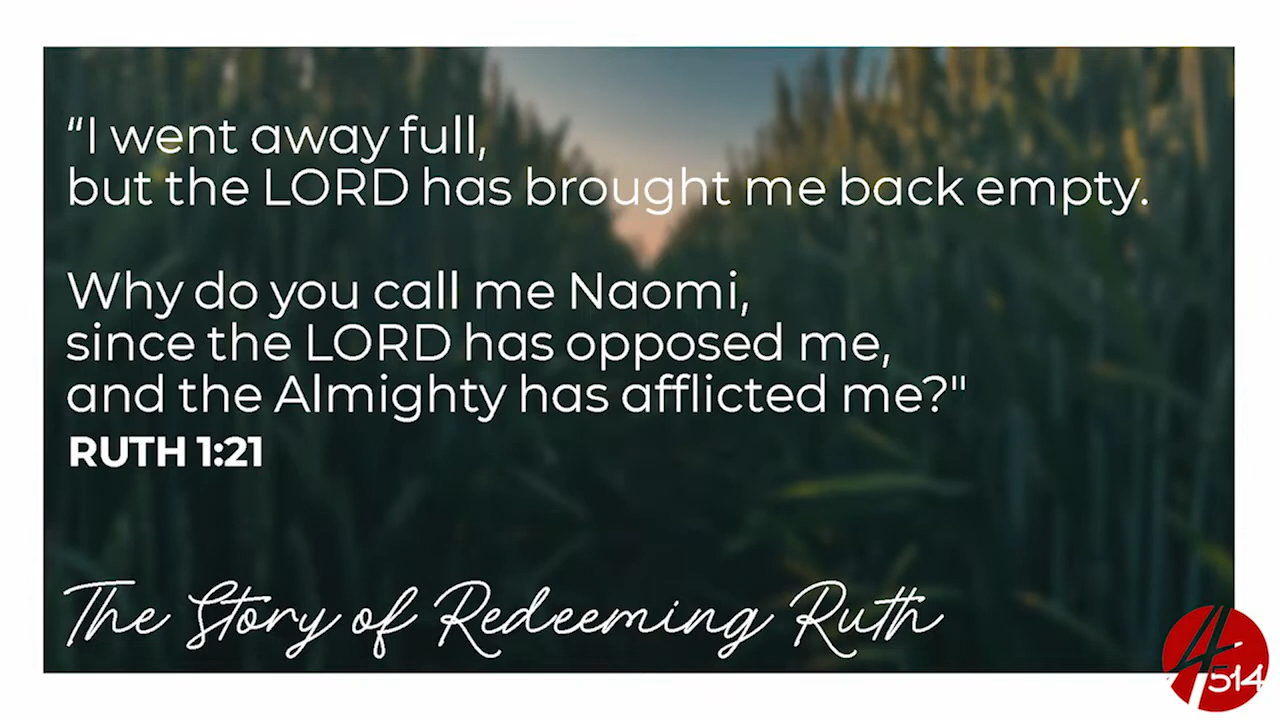 “I went away full,
but the LORD has brought me back empty.
Why do you call me Naomi,
since the LORD has opposed me,
and the Almighty has afflicted me?"
RUTH 1:21
The Story of Redeeming Ruth
4
514